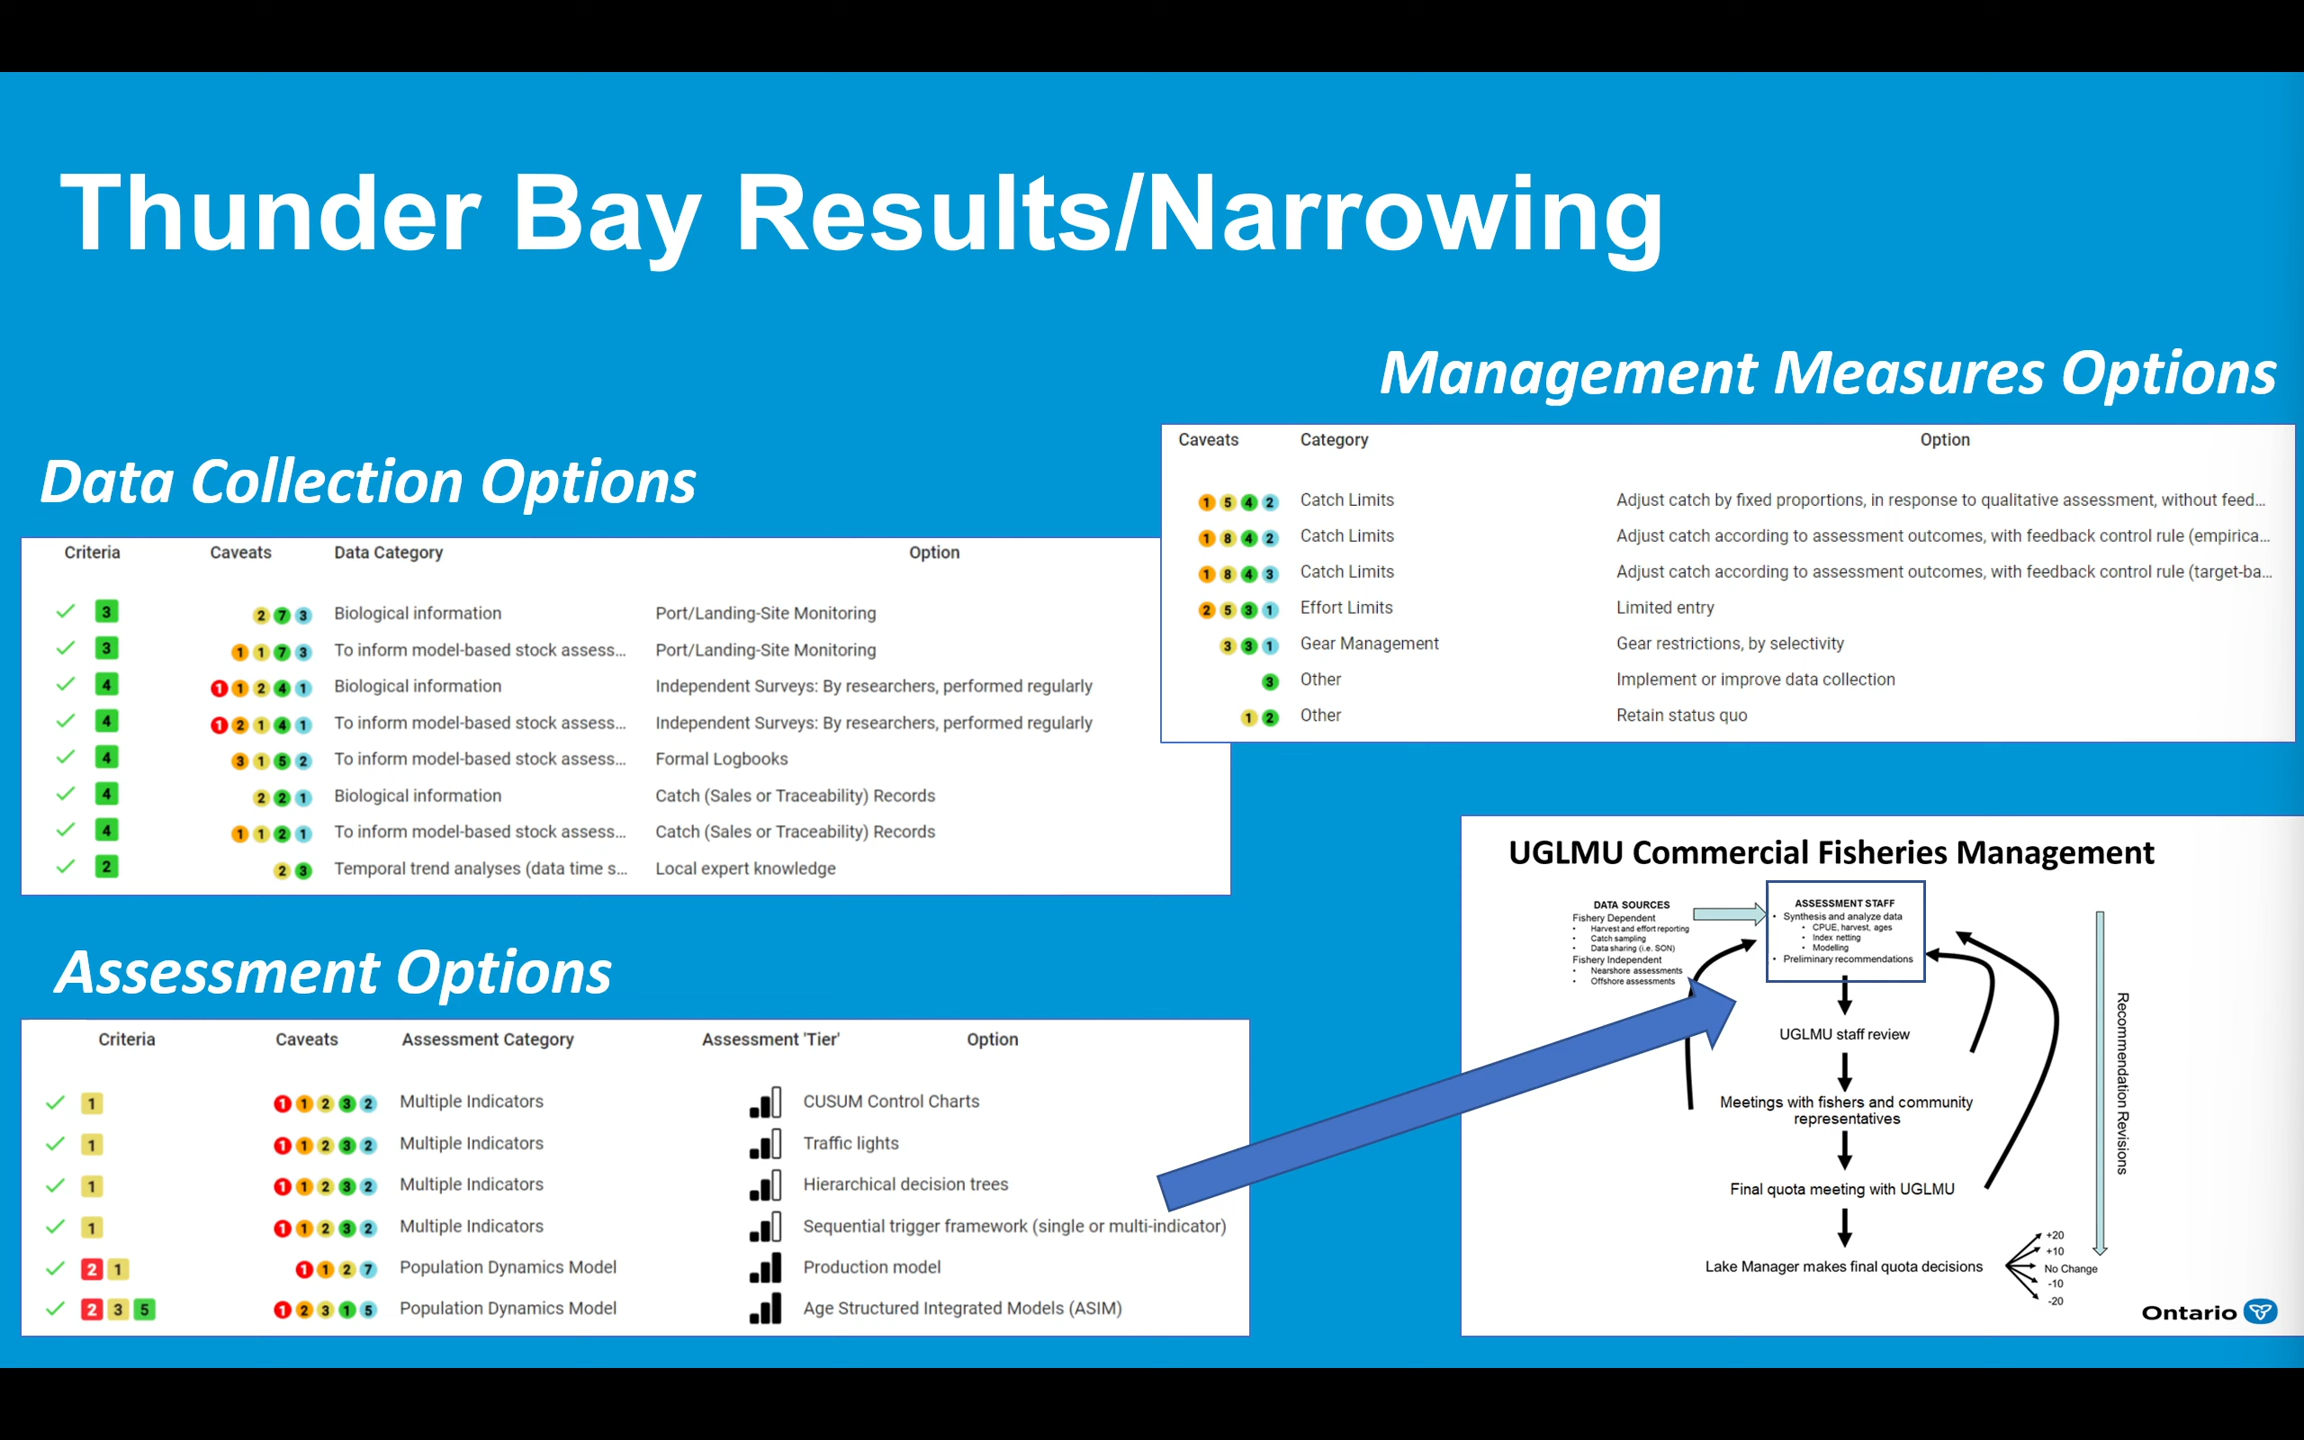 Thunder Bay Results/Narrowing
Management Measures Options
Caveats Category Option
1 5 4 2 Catch Limits Adjust catch by fixed proportions, in response to qualitative assessment, without feed...
1 8 4 2 Catch Limits Adjust catch according to assessment outcomes, with feedback control rule (empirica...
1 8 4 3 Catch Limits Adjust catch according to assessment outcomes, with feedback control rule (target-ba...
2 5 3 1 Effort Limits Limited entry
3 3 1 Gear Management Gear restrictions, by selectivity
3 Other Implement or improve data collection
1 2 Other Retain status quo
Data Collection Options
Criteria Caveats Data Category Option
3 2 7 3 Biological information Port/Landing-Site Monitoring
3 1 1 7 3 To inform model-based stock assess... Port/Landing-Site Monitoring
4 1 1 2 4 1 Biological information Independent Surveys: By researchers, performed regularly
4 1 2 1 4 1 To inform model-based stock assess... Independent Surveys: By researchers, performed regularly
4 3 1 5 2 To inform model-based stock assess... Formal Logbooks
4 2 2 1 Biological information Catch (Sales or Traceability) Records
4 1 1 2 1 To inform model-based stock assess... Catch (Sales or Traceability) Records
2 2 3 Temporal trend analyses (data time s... Local expert knowledge
Assessment Options
Criteria Caveats Assessment Category Assessment 'Tier' Option
1 1 1 2 3 2 Multiple Indicators CUSUM Control Charts
1 1 1 2 3 2 Multiple Indicators Traffic lights
1 1 1 2 3 2 Multiple Indicators Hierarchical decision trees
1 1 1 2 3 2 Multiple Indicators Sequential trigger framework (single or multi-indicator)
2 1 1 1 2 7 Population Dynamics Model Production model
2 3 5 1 2 3 1 5 Population Dynamics Model Age Structured Integrated Models (ASIM)
UGLMU Commercial Fisheries Management
DATA SOURCES
Fishery Dependent
• Harvest and effort reporting
• Catch sampling
• Data sharing (i.e. SON)
Fishery Independent
• Nearshore assessments
• Offshore assessments
ASSESSMENT STAFF
• Synthesis and analyze data
• CPUE, harvest, ages
• Index netting
• Modelling
• Preliminary recommendations
UGLMU staff review
Meetings with fishers and community
representatives
Final quota meeting with UGLMU
Lake Manager makes final quota decisions
+20
+10
No Change
-10
-20
Recommendation Revisions
Ontario